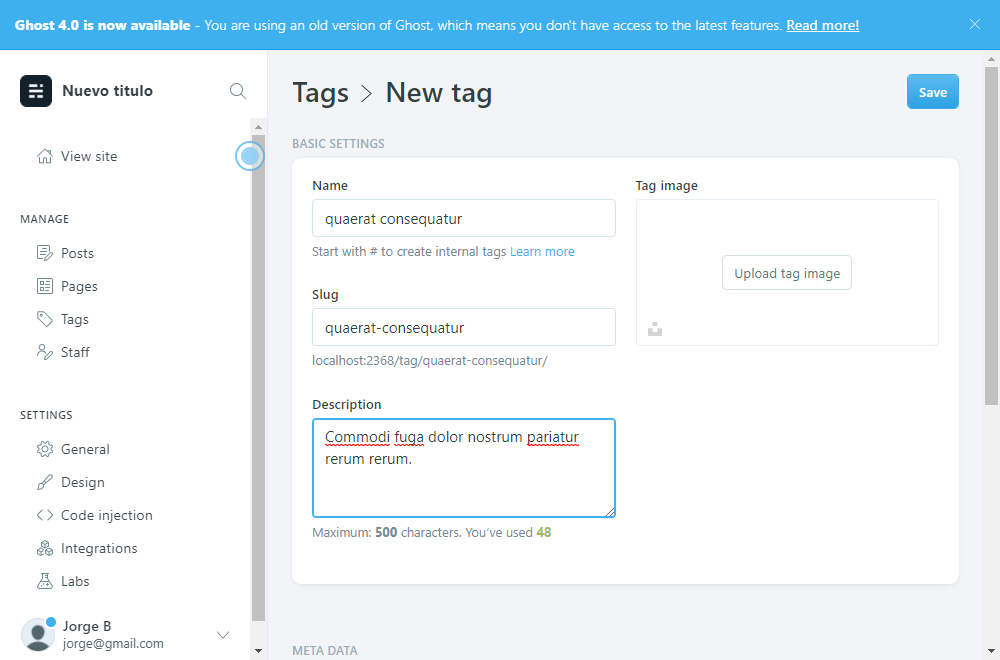 Ghost 4.0 is now available - You are using an old version of Ghost, which means you don't have access to the latest features. Read more!
Nuevo titulo
View site
MANAGE
Posts
Pages
Tags
Staff
SETTINGS
General
Design
Code injection
Integrations
Labs
Jorge B
jorge@gmail.com
Tags > New tag
Save
BASIC SETTINGS
Name
quaerat consequatur
Start with # to create internal tags Learn more
Slug
quaerat-consequatur
localhost:2368/tag/quaerat-consequatur/
Description
Commodi fuga dolor nostrum pariatur
rerum rerum.
Maximum: 500 characters. You’ve used 48
Tag image
Upload tag image
META DATA